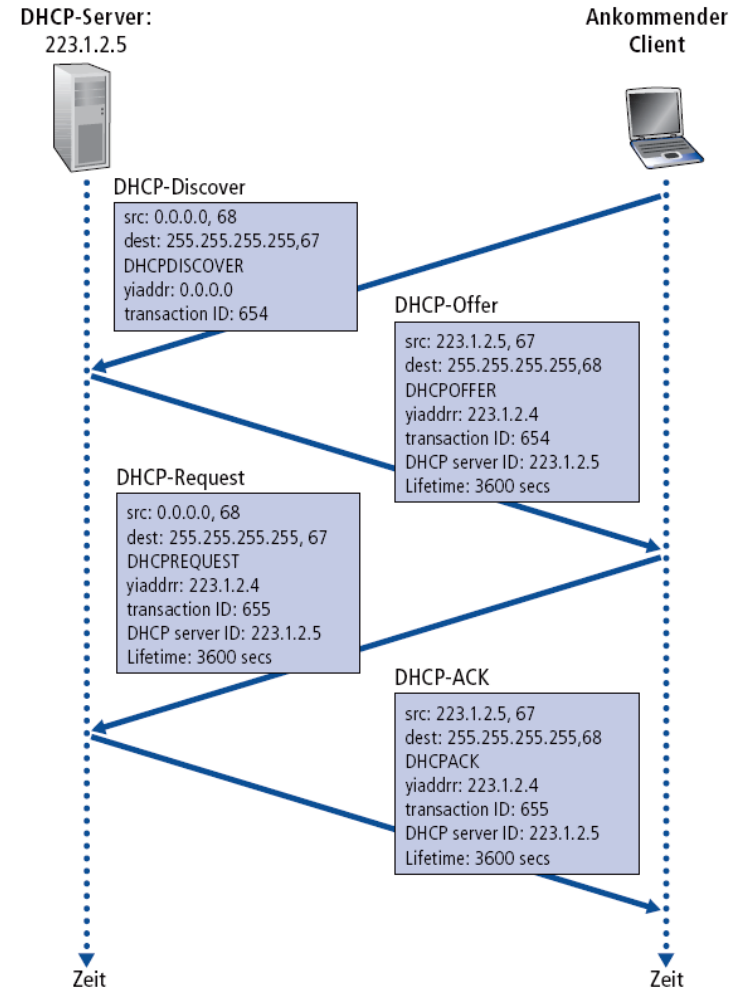 DHCP-Server:
223.1.2.5
Ankommender
Client
DHCP-Discover
src: 0.0.0.0, 68
dest: 255.255.255.255,67
DHCPDISCOVER
yiaddr: 0.0.0.0
transaction ID: 654
DHCP-Offer
src: 223.1.2.5, 67
dest: 255.255.255.255,68
DHCPOFFER
yiaddrr: 223.1.2.4
transaction ID: 654
DHCP server ID: 223.1.2.5
Lifetime: 3600 secs
DHCP-Request
src: 0.0.0.0, 68
dest: 255.255.255.255, 67
DHCPREQUEST
yiaddrr: 223.1.2.4
transaction ID: 655
DHCP server ID: 223.1.2.5
Lifetime: 3600 secs
DHCP-ACK
src: 223.1.2.5, 67
dest: 255.255.255.255,68
DHCPACK
yiaddrr: 223.1.2.4
transaction ID: 655
DHCP server ID: 223.1.2.5
Lifetime: 3600 secs
Zeit
Zeit